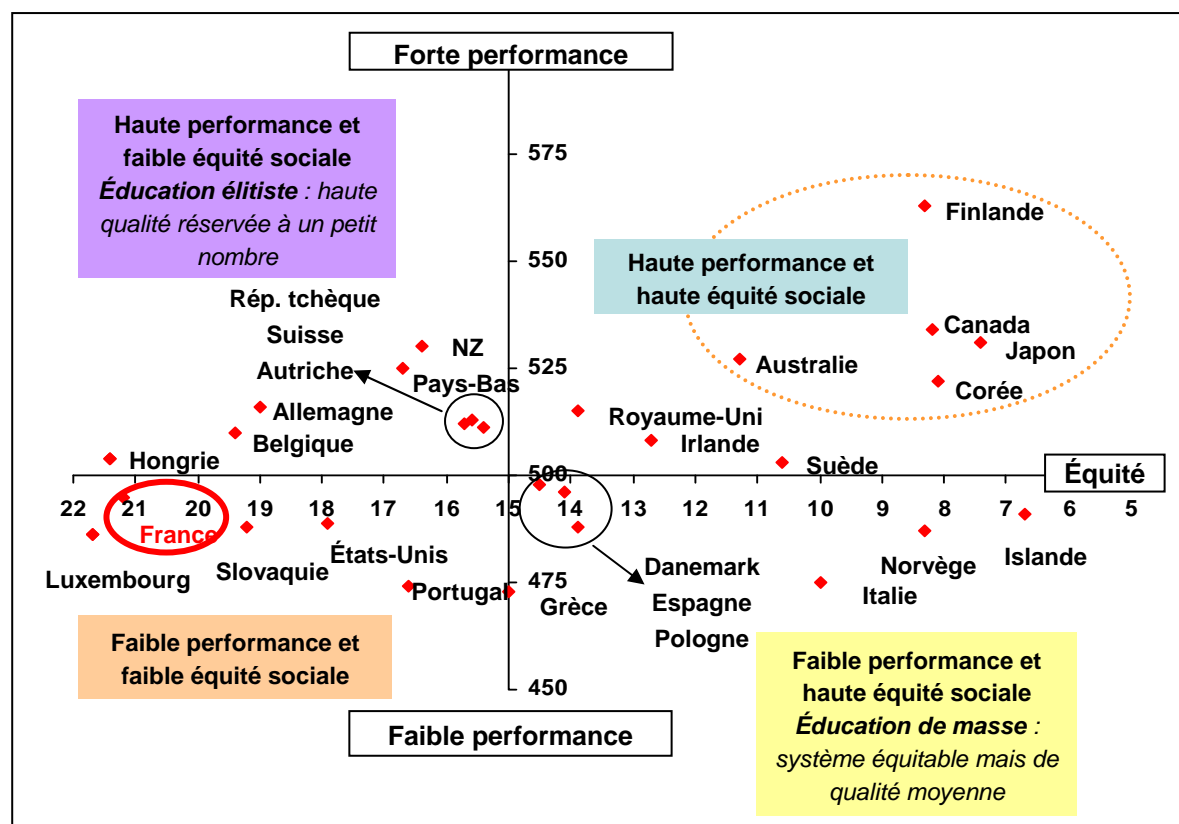 Forte performance
Haute performance et
faible équité sociale
Éducation élitiste : haute
qualité réservée à un petit
nombre
575
Finlande
550
Haute performance et
haute équité sociale
Rép. tchèque
Suisse
Autriche
NZ
Pays-Bas
525
Canada
Japon
Australie
Corée
Allemagne
Belgique
Royaume-Uni
Irlande
Suède
Hongrie
500
Équité
22 21 20 19 18 17 16 15 14 13 12 11 10 9 8 7 6 5
France
Luxembourg
Slovaquie
États-Unis
Portugal
475
Grèce
Danemark
Espagne
Pologne
Norvège
Italie
Islande
Faible performance et
faible équité sociale
450
Faible performance et
haute équité sociale
Éducation de masse :
système équitable mais de
qualité moyenne
Faible performance